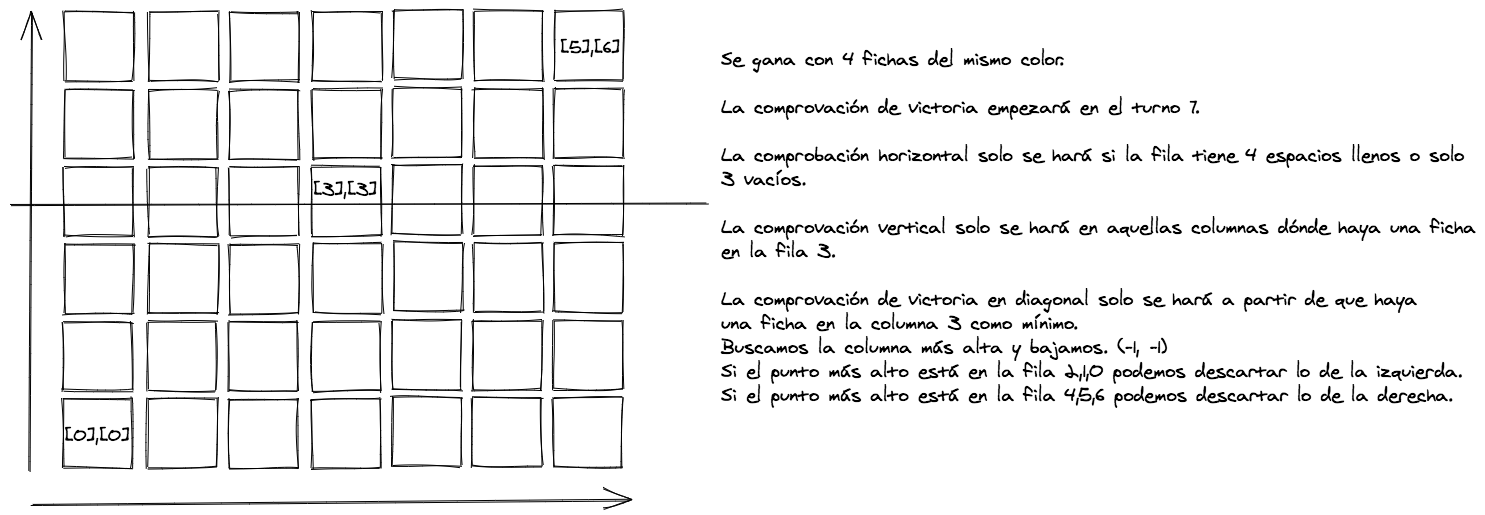 [5],[6]
[3],[3]
[0],[0]
Se gana con 4 fichas del mismo color.
La comprovación de victoria empezará en el turno 7.
La comprobación horizontal solo se hará si la fila tiene 4 espacios llenos o solo
3 vacíos.
La comprovación vertical solo se hará en aquellas columnas dónde haya una ficha
en la fila 3.
La comprovación de victoria en diagonal solo se hará a partir de que haya
una ficha en la columna 3 como mínimo.
Buscamos la columna más alta y bajamos. (-1, -1)
Si el punto más alto está en la fila 2,1,0 podemos descartar lo de la izquierda.
Si el punto más alto está en la fila 4,5,6 podemos descartar lo de la derecha.